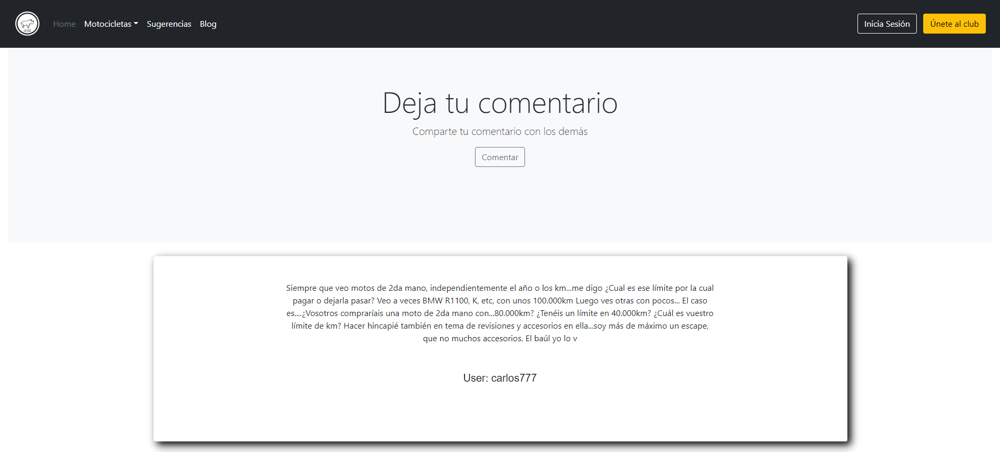 ASN
Home Motocicletas Sugerencias Blog Inicia Sesión Únete al club
Deja tu comentario
Comparte tu comentario con los demás
Comentar
Siempre que veo motos de 2da mano, independientemente el año o los km...me digo ¿Cual es ese límite por la cual
pagar o dejarla pasar? Veo a veces BMW R1100, K, etc, con unos 100.000km Luego ves otras con pocos... El caso
es....¿Vosotros compraríais una moto de 2da mano con...80.000km? ¿Tenéis un límite en 40.000km? ¿Cuál es vuestro
límite de km? Hacer hincapié también en tema de revisiones y accesorios en ella...soy más de máximo un escape,
que no muchos accesorios. El baúl yo lo v
User: carlos777